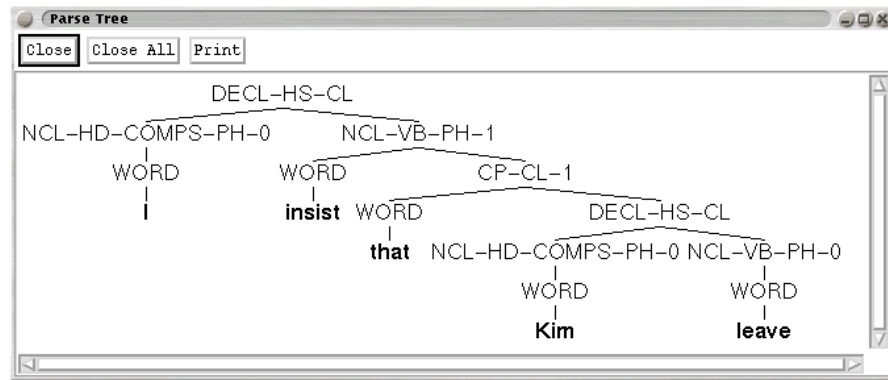 Parse Tree
Close Close All Print
DECL-HS-CL
NCL-HD-COMPS-PH-0 NCL-VB-PH-1
WORD WORD CP-CL-1
I insist WORD DECL-HS-CL
that NCL-HD-COMPS-PH-0 NCL-VB-PH-0
WORD WORD
Kim leave